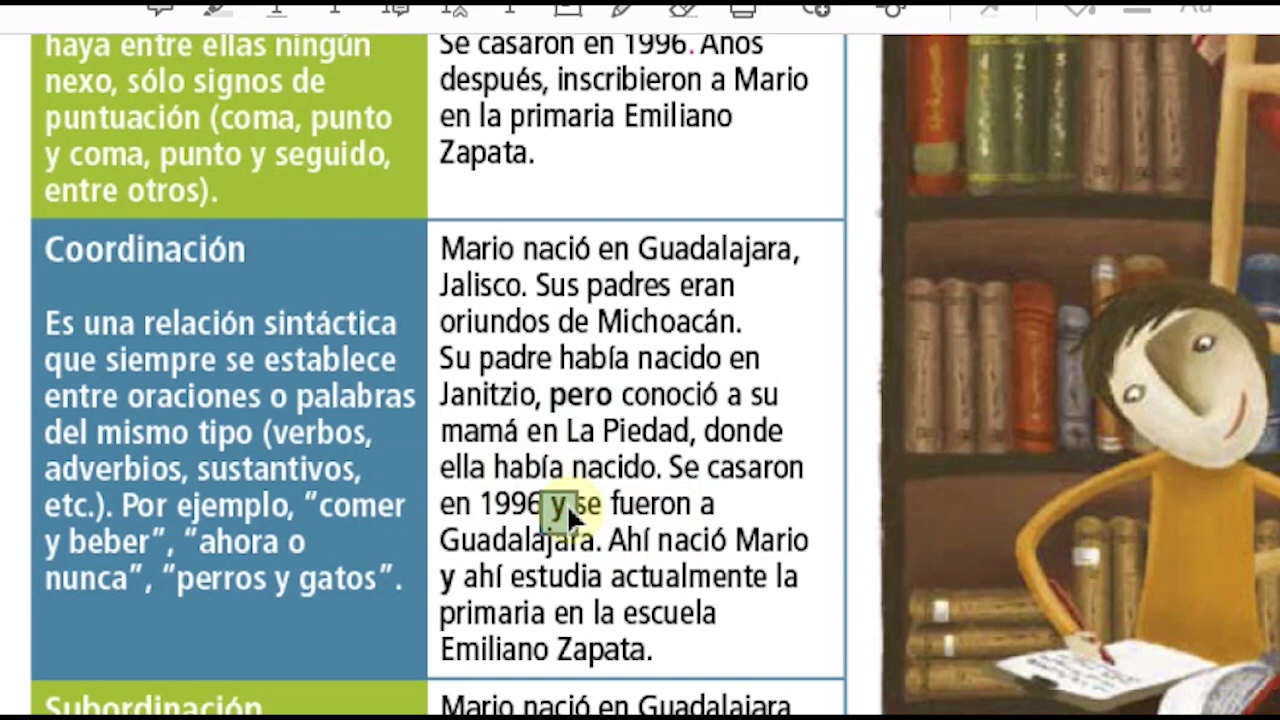 haya entre ellas ningún
nexo, sólo signos de
puntuación (coma, punto
y coma, punto y seguido,
entre otros).
Se casaron en 1996. Años
después, inscribieron a Mario
en la primaria Emiliano
Zapata.
Coordinación
Es una relación sintáctica
que siempre se establece
entre oraciones o palabras
del mismo tipo (verbos,
adverbios, sustantivos,
etc.). Por ejemplo, “comer
y beber”, “ahora o
nunca”, “perros y gatos”.
Mario nació en Guadalajara,
Jalisco. Sus padres eran
oriundos de Michoacán.
Su padre había nacido en
Janitzio, pero conoció a su
mamá en La Piedad, donde
ella había nacido. Se casaron
en 1996 y se fueron a
Guadalajara. Ahí nació Mario
y ahí estudia actualmente la
primaria en la escuela
Emiliano Zapata.
Subordinación
Mario nació en Guadalajara